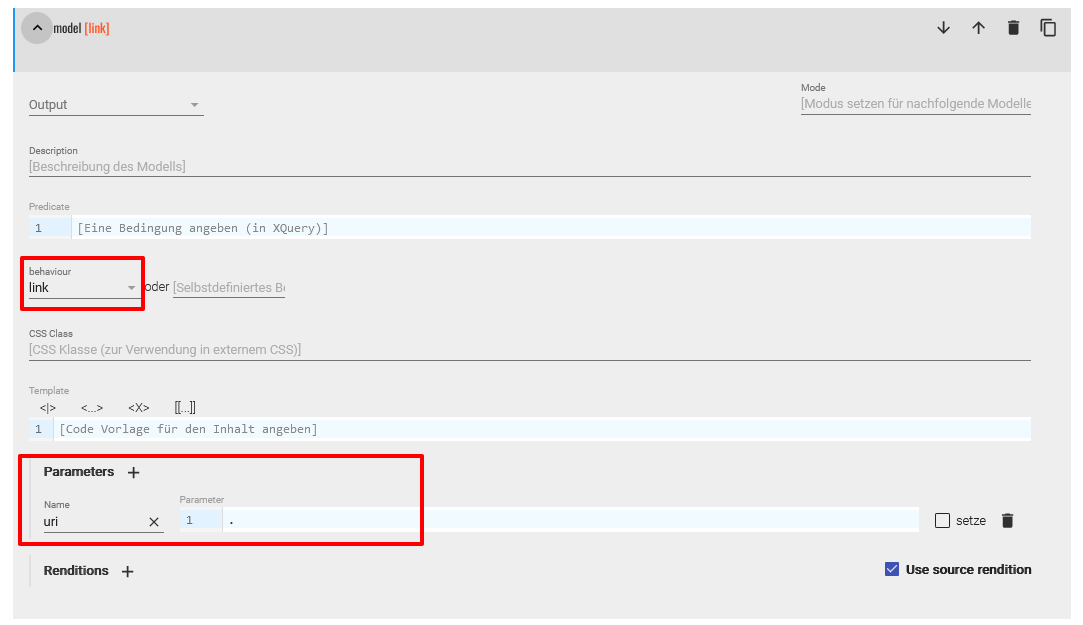 model [link]
Output
Mode
[Modus setzen für nachfolgende Modelle
Description
[Beschreibung des Modells]
Predicate
1 [Eine Bedingung angeben (in XQuery)]
behaviour
link oder [Selbstdefiniertes Be
CSS Class
[CSS Klasse (zur Verwendung in externem CSS)]
Template
<|> <...> <X> [[...]]
1 [Code Vorlage für den Inhalt angeben]
Parameters +
Name Parameter
uri 1 . setze
Renditions + Use source rendition